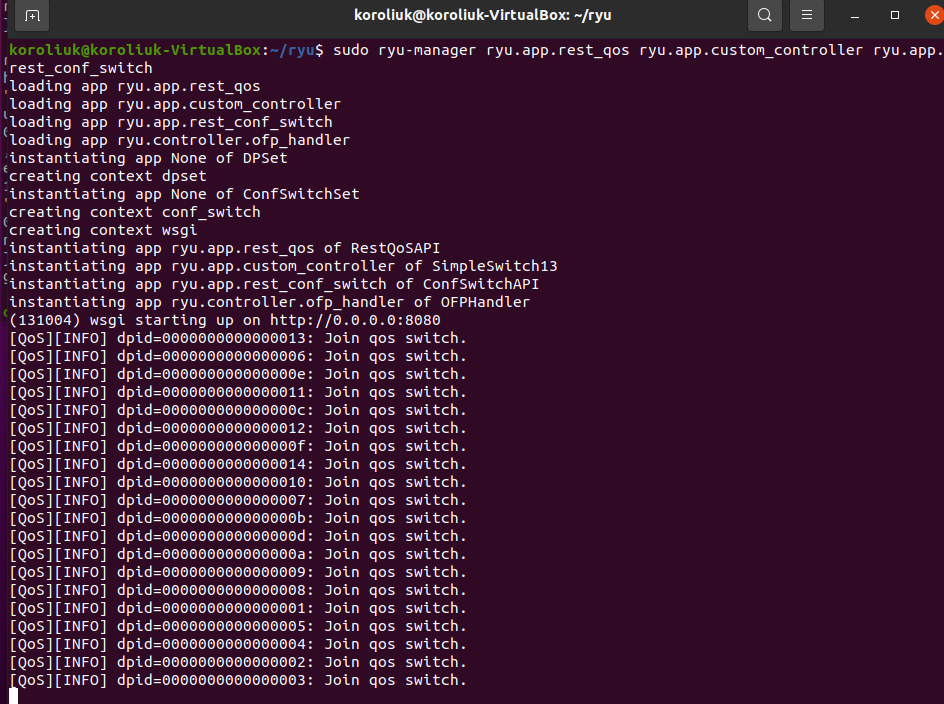 koroliuk@koroliuk-VirtualBox: ~/ryu
koroliuk@koroliuk-VirtualBox:~/ryu$ sudo ryu-manager ryu.app.rest_qos ryu.app.custom_controller ryu.app.
rest_conf_switch
loading app ryu.app.rest_qos
loading app ryu.app.custom_controller
loading app ryu.app.rest_conf_switch
loading app ryu.controller.ofp_handler
instantiating app None of DPSet
creating context dpset
instantiating app None of ConfSwitchSet
creating context conf_switch
creating context wsgi
instantiating app ryu.app.rest_qos of RestQoSAPI
instantiating app ryu.app.custom_controller of SimpleSwitch13
instantiating app ryu.app.rest_conf_switch of ConfSwitchAPI
instantiating app ryu.controller.ofp_handler of OFPHandler
(131004) wsgi starting up on http://0.0.0.0:8080
[QoS][INFO] dpid=0000000000000013: Join qos switch.
[QoS][INFO] dpid=0000000000000006: Join qos switch.
[QoS][INFO] dpid=000000000000000e: Join qos switch.
[QoS][INFO] dpid=0000000000000011: Join qos switch.
[QoS][INFO] dpid=000000000000000c: Join qos switch.
[QoS][INFO] dpid=0000000000000012: Join qos switch.
[QoS][INFO] dpid=000000000000000f: Join qos switch.
[QoS][INFO] dpid=0000000000000014: Join qos switch.
[QoS][INFO] dpid=0000000000000010: Join qos switch.
[QoS][INFO] dpid=0000000000000007: Join qos switch.
[QoS][INFO] dpid=000000000000000b: Join qos switch.
[QoS][INFO] dpid=000000000000000d: Join qos switch.
[QoS][INFO] dpid=000000000000000a: Join qos switch.
[QoS][INFO] dpid=0000000000000009: Join qos switch.
[QoS][INFO] dpid=0000000000000008: Join qos switch.
[QoS][INFO] dpid=0000000000000001: Join qos switch.
[QoS][INFO] dpid=0000000000000005: Join qos switch.
[QoS][INFO] dpid=0000000000000004: Join qos switch.
[QoS][INFO] dpid=0000000000000002: Join qos switch.
[QoS][INFO] dpid=0000000000000003: Join qos switch.